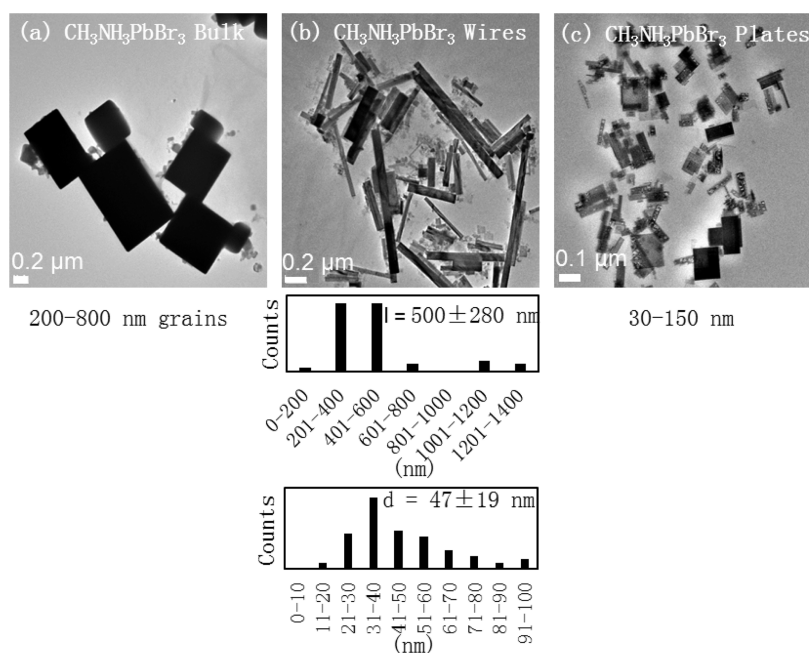 (a) CH₃NH₃PbBr₃ Bulk
(b) CH₃NH₃PbBr₃ Wires
(c) CH₃NH₃PbBr₃ Plates
0.2 μm
0.2 μm
0.1 μm
200-800 nm grains
30-150 nm
Counts
l = 500±280 nm
0-200
201-400
401-600
601-800
801-1000
1001-1200
1201-1400
(nm)
Counts
d = 47±19 nm
0-10
11-20
21-30
31-40
41-50
51-60
61-70
71-80
81-90
91-100
(nm)